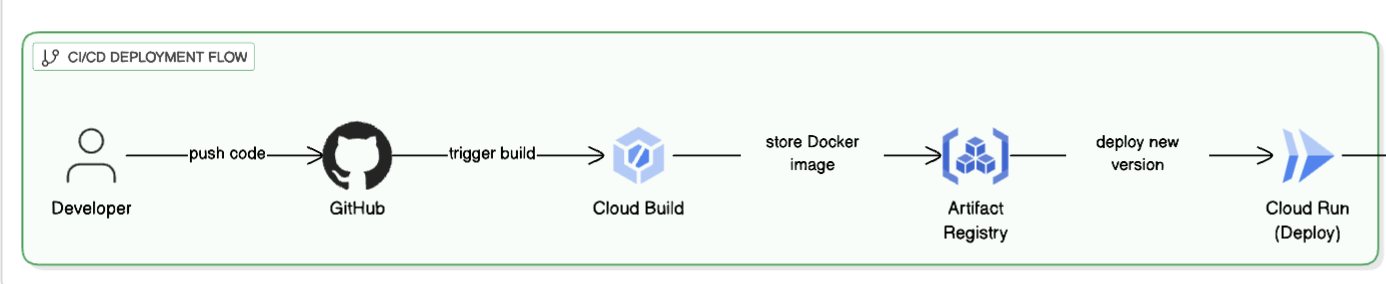 CI/CD DEPLOYMENT FLOW
push code
trigger build
store Docker
image
deploy new
version
Developer
GitHub
Cloud Build
Artifact
Registry
Cloud Run
(Deploy)